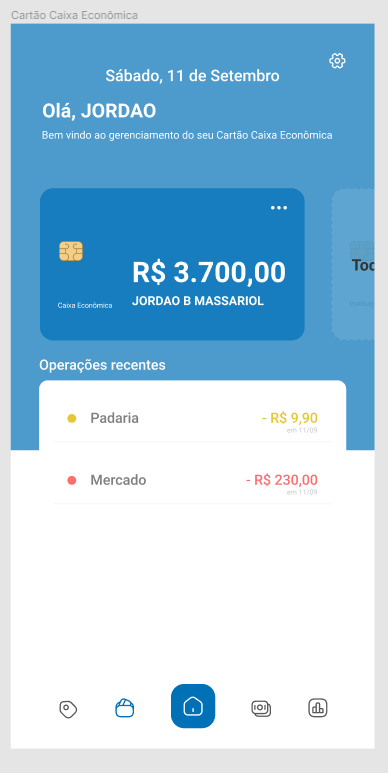 Cartão Caixa Econômica
Sábado, 11 de Setembro
Olá, JORDAO
Bem vindo ao gerenciamento do seu Cartão Caixa Econômica
R$ 3.700,00
Caixa Econômica
JORDAO B MASSARIOL
Operações recentes
Padaria
- R$ 9,90
em 11/09
Mercado
- R$ 230,00
em 11/09